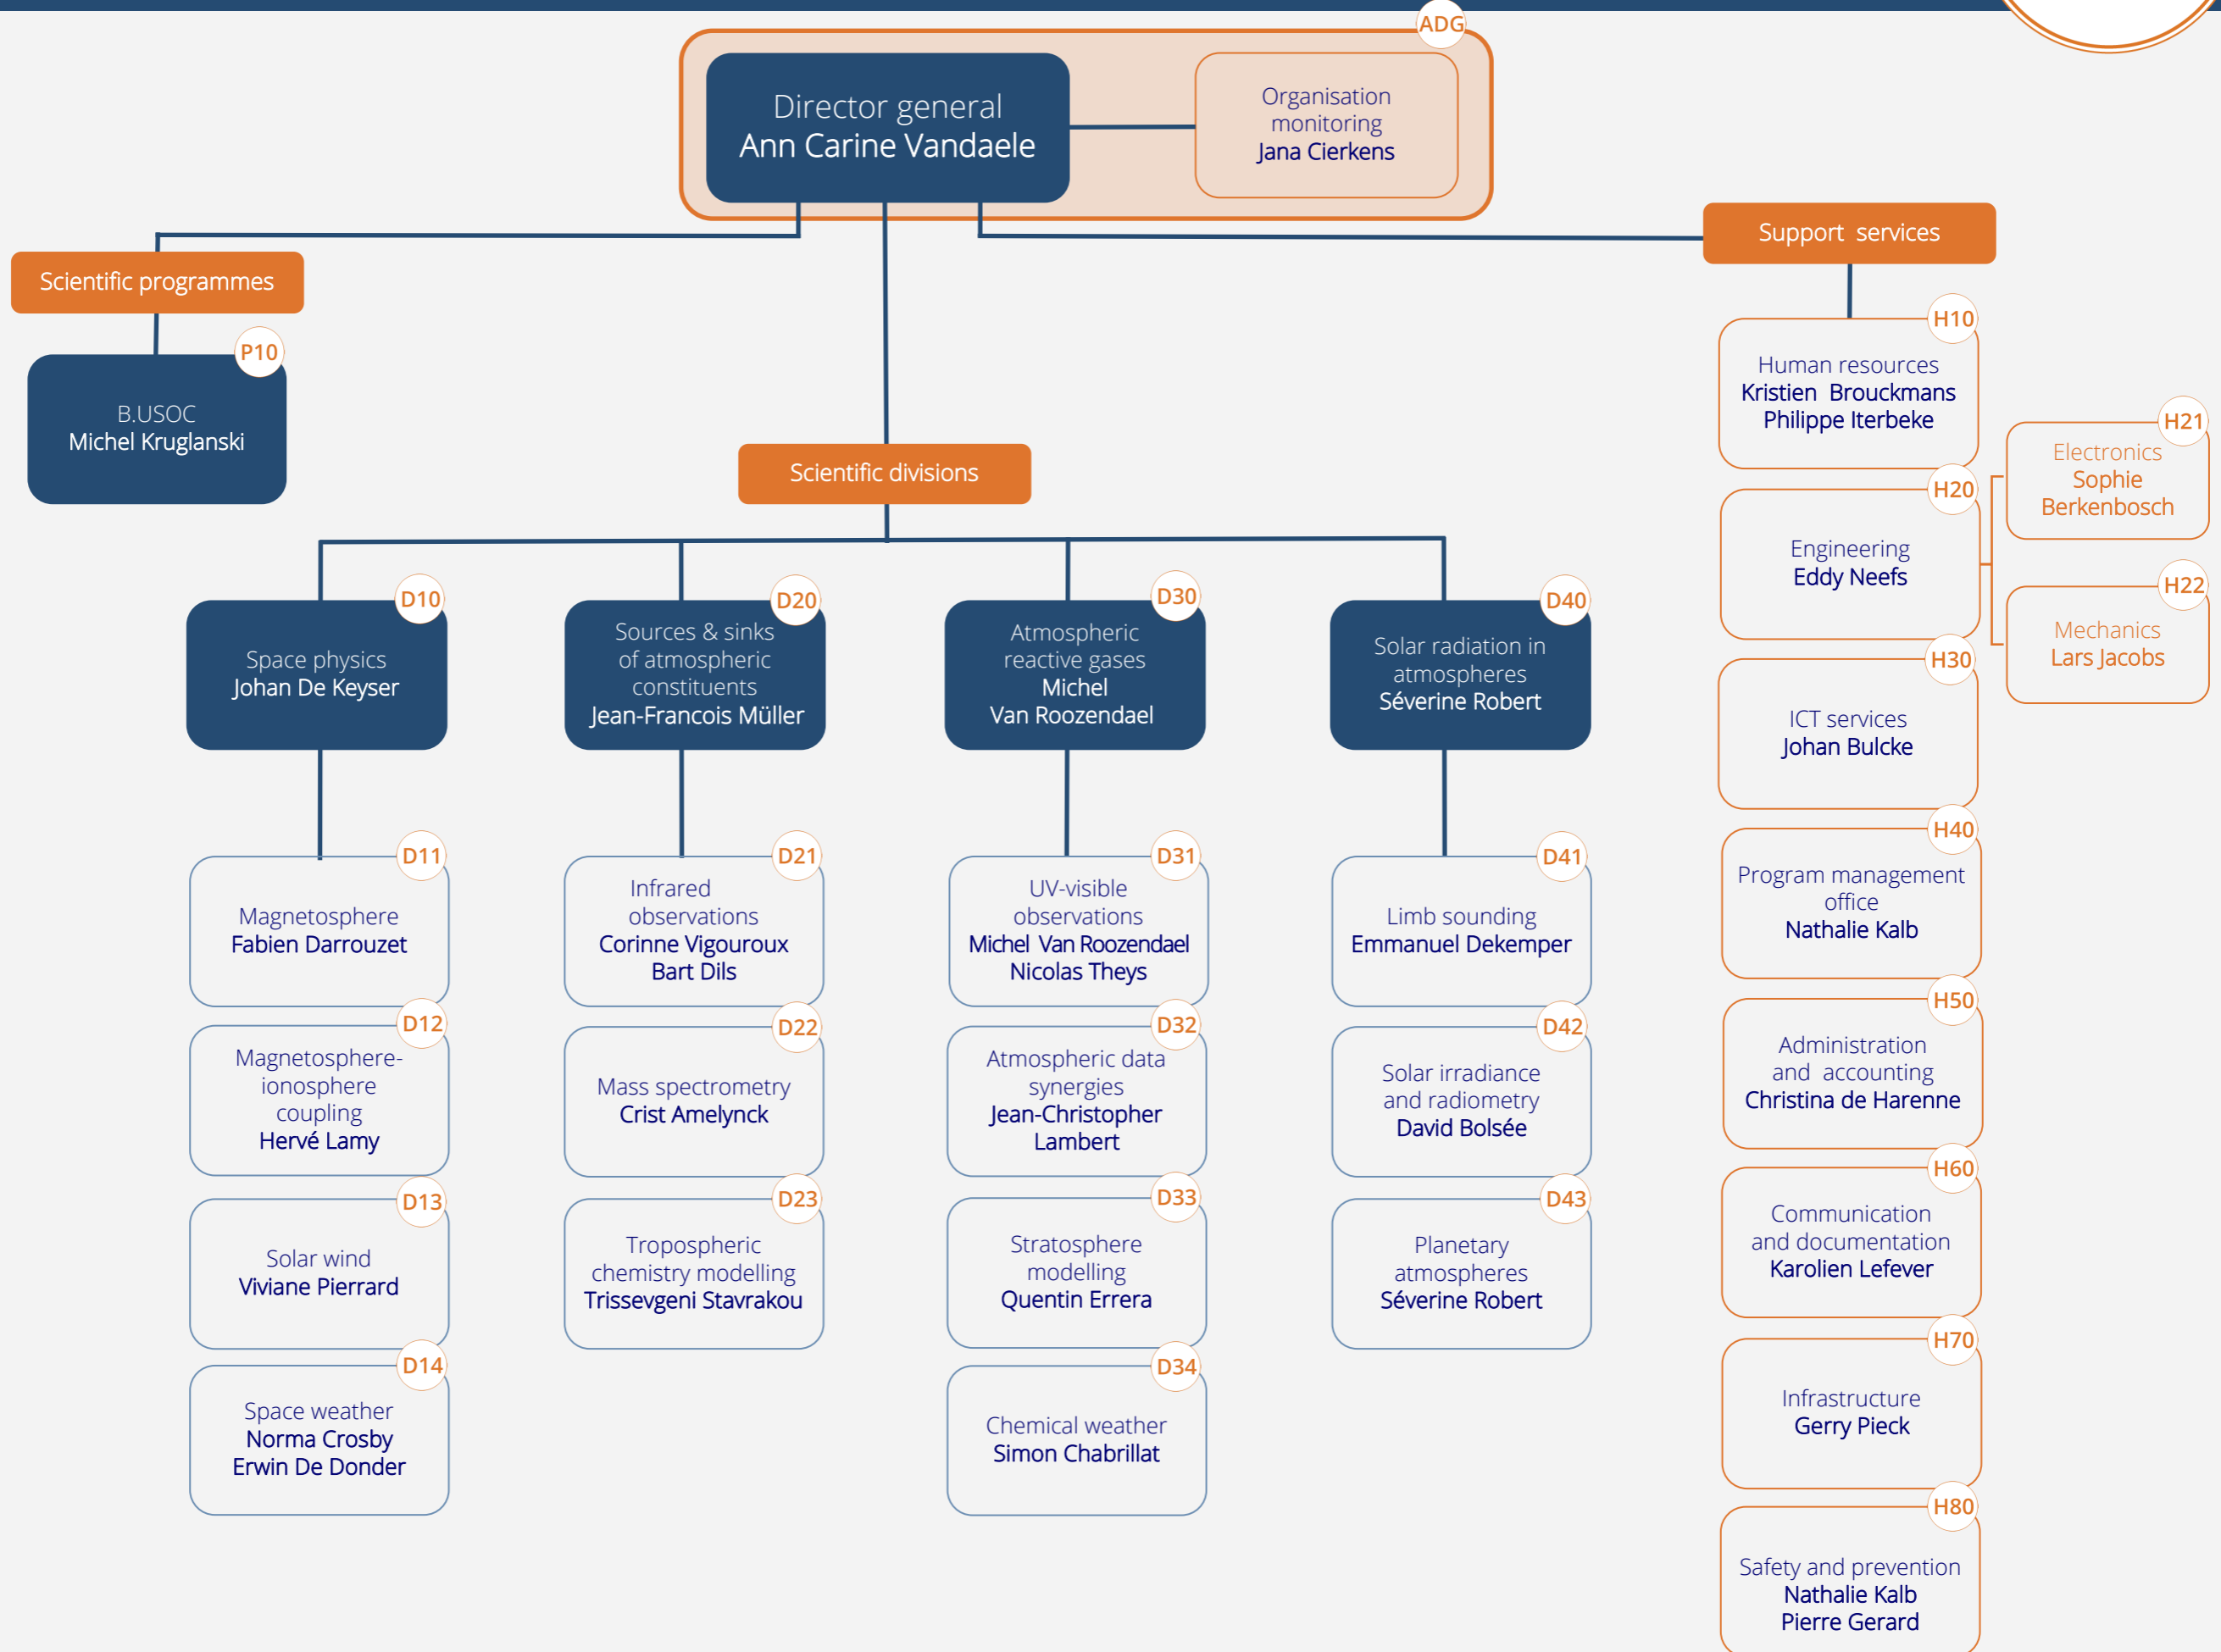 ADG
Director general
Ann Carine Vandaele
Organisation
monitoring
Jana Cierkens
Scientific programmes
P10
B.USOC
Michel Kruglanski
Scientific divisions
D10
Space physics
Johan De Keyser
D11
Magnetosphere
Fabien Darrouzet
D12
Magnetosphere-
ionosphere
coupling
Hervé Lamy
D13
Solar wind
Viviane Pierrard
D14
Space weather
Norma Crosby
Erwin De Donder
D20
Sources & sinks
of atmospheric
constituents
Jean-Francois Müller
D21
Infrared
observations
Corinne Vigouroux
Bart Dils
D22
Mass spectrometry
Crist Amelynck
D23
Tropospheric
chemistry modelling
Trissevgeni Stavrakou
D30
Atmospheric
reactive gases
Michel
Van Roozendael
D31
UV-visible
observations
Michel Van Roozendael
Nicolas Theys
D32
Atmospheric data
synergies
Jean-Christopher
Lambert
D33
Stratosphere
modelling
Quentin Errera
D34
Chemical weather
Simon Chabrillat
D40
Solar radiation in
atmospheres
Séverine Robert
D41
Limb sounding
Emmanuel Dekemper
D42
Solar irradiance
and radiometry
David Bolsée
D43
Planetary
atmospheres
Séverine Robert
Support services
H10
Human resources
Kristien Brouckmans
Philippe Iterbeke
H20
Engineering
Eddy Neefs
H21
Electronics
Sophie
Berkenbosch
H22
Mechanics
Lars Jacobs
H30
ICT services
Johan Bulcke
H40
Program management
office
Nathalie Kalb
H50
Administration
and accounting
Christina de Harenne
H60
Communication
and documentation
Karolien Lefever
H70
Infrastructure
Gerry Pieck
H80
Safety and prevention
Nathalie Kalb
Pierre Gerard